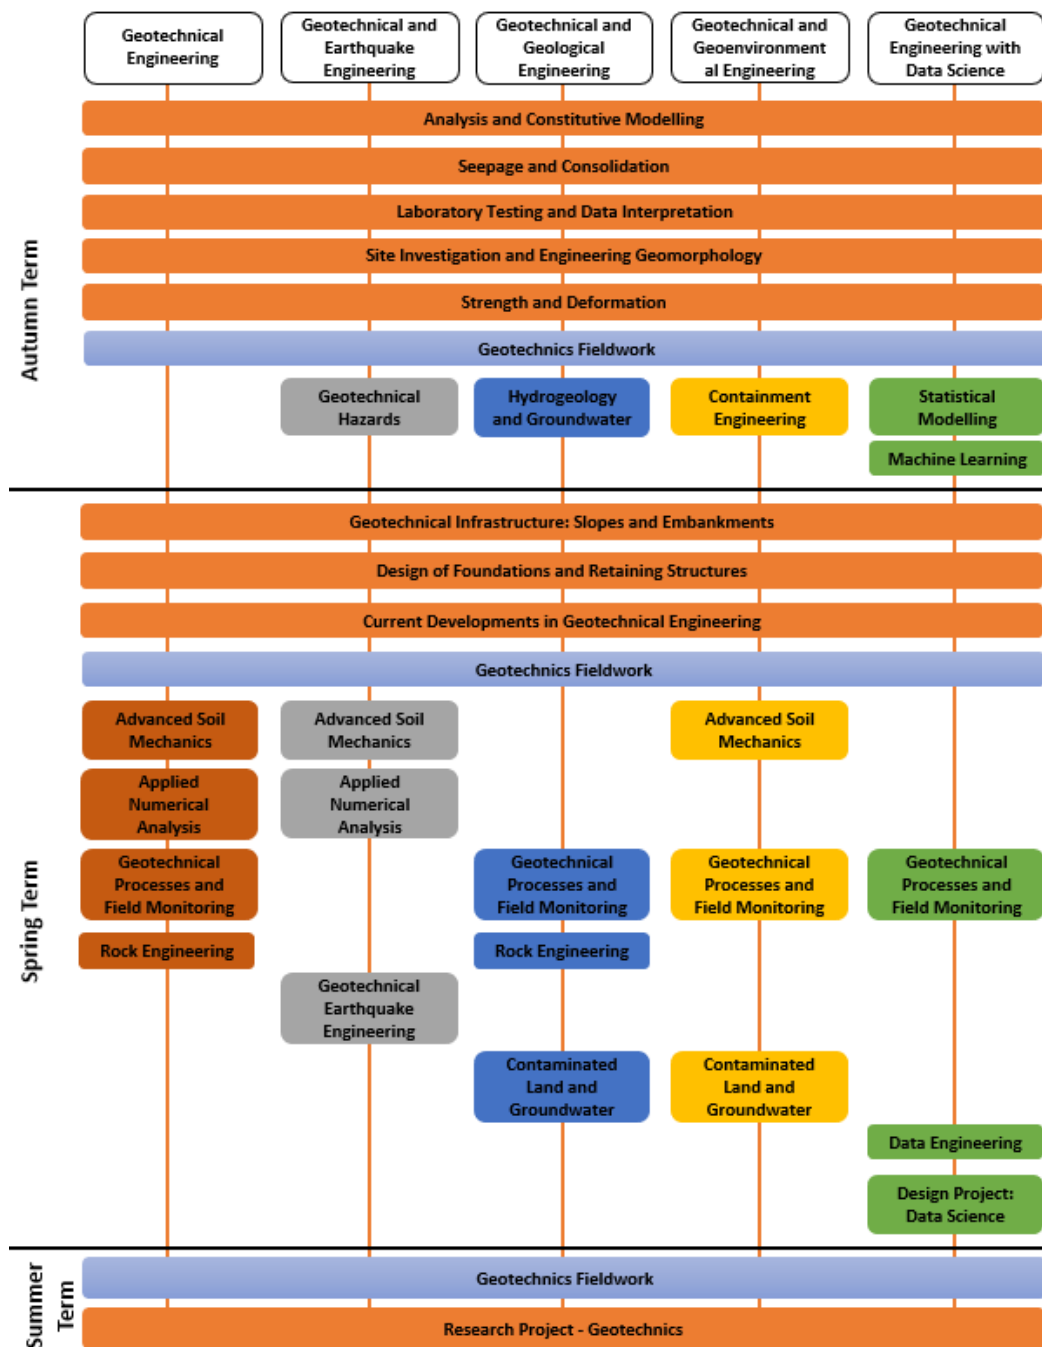 Geotechnical
Engineering
Geotechnical and
Earthquake
Engineering
Geotechnical and
Geological
Engineering
Geotechnical and
Geoenvironment
al Engineering
Geotechnical
Engineering with
Data Science
Autumn Term
Analysis and Constitutive Modelling
Seepage and Consolidation
Laboratory Testing and Data Interpretation
Site Investigation and Engineering Geomorphology
Strength and Deformation
Geotechnics Fieldwork
Geotechnical
Hazards
Hydrogeology
and Groundwater
Containment
Engineering
Statistical
Modelling
Machine Learning
Spring Term
Geotechnical Infrastructure: Slopes and Embankments
Design of Foundations and Retaining Structures
Current Developments in Geotechnical Engineering
Geotechnics Fieldwork
Advanced Soil
Mechanics
Advanced Soil
Mechanics
Advanced Soil
Mechanics
Applied
Numerical
Analysis
Applied
Numerical
Analysis
Geotechnical
Processes and
Field Monitoring
Geotechnical
Processes and
Field Monitoring
Geotechnical
Processes and
Field Monitoring
Geotechnical
Processes and
Field Monitoring
Rock Engineering
Rock Engineering
Geotechnical
Earthquake
Engineering
Contaminated
Land and
Groundwater
Contaminated
Land and
Groundwater
Data Engineering
Design Project:
Data Science
Summer
Term
Geotechnics Fieldwork
Research Project - Geotechnics